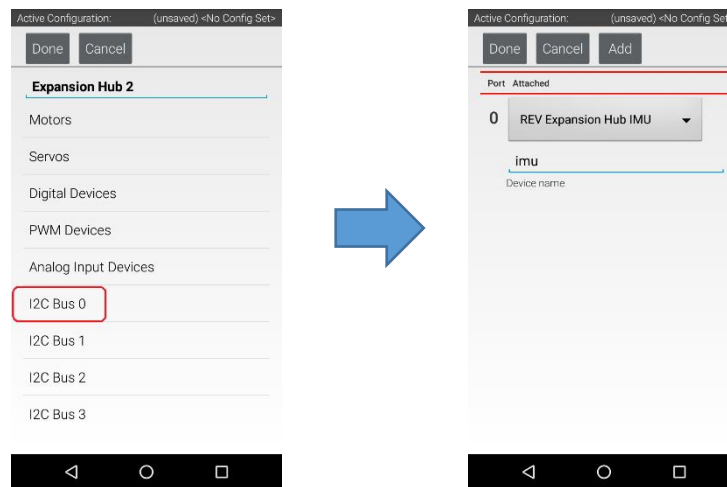 Active Configuration: (unsaved) <No Config Set>
Done Cancel
Expansion Hub 2
Motors
Servos
Digital Devices
PWM Devices
Analog Input Devices
I2C Bus 0
I2C Bus 1
I2C Bus 2
I2C Bus 3
Active Configuration: (unsaved) <No Config Set
Done Cancel Add
Port Attached
0 REV Expansion Hub IMU
imu
Device name